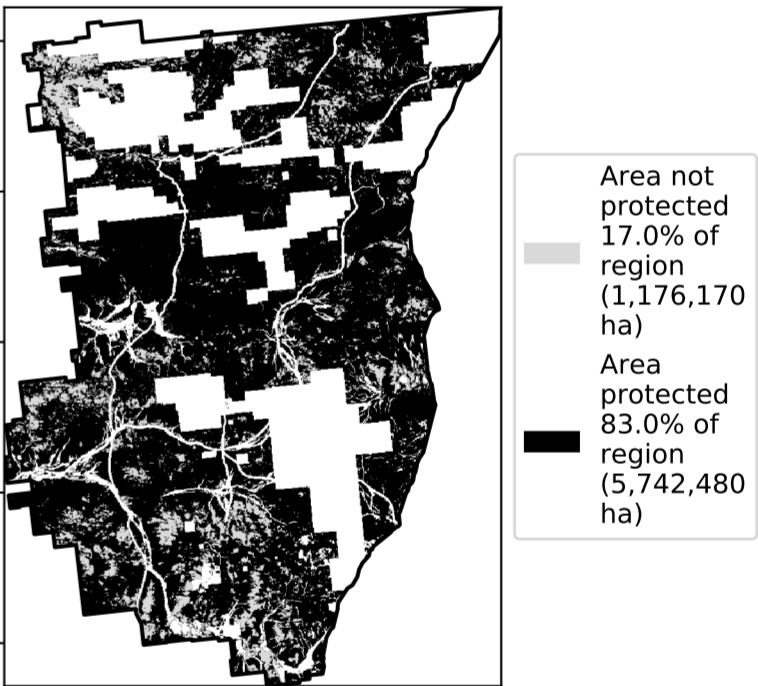 Area not
protected
17.0% of
region
(1,176,170
ha)
Area
protected
83.0% of
region
(5,742,480
ha)